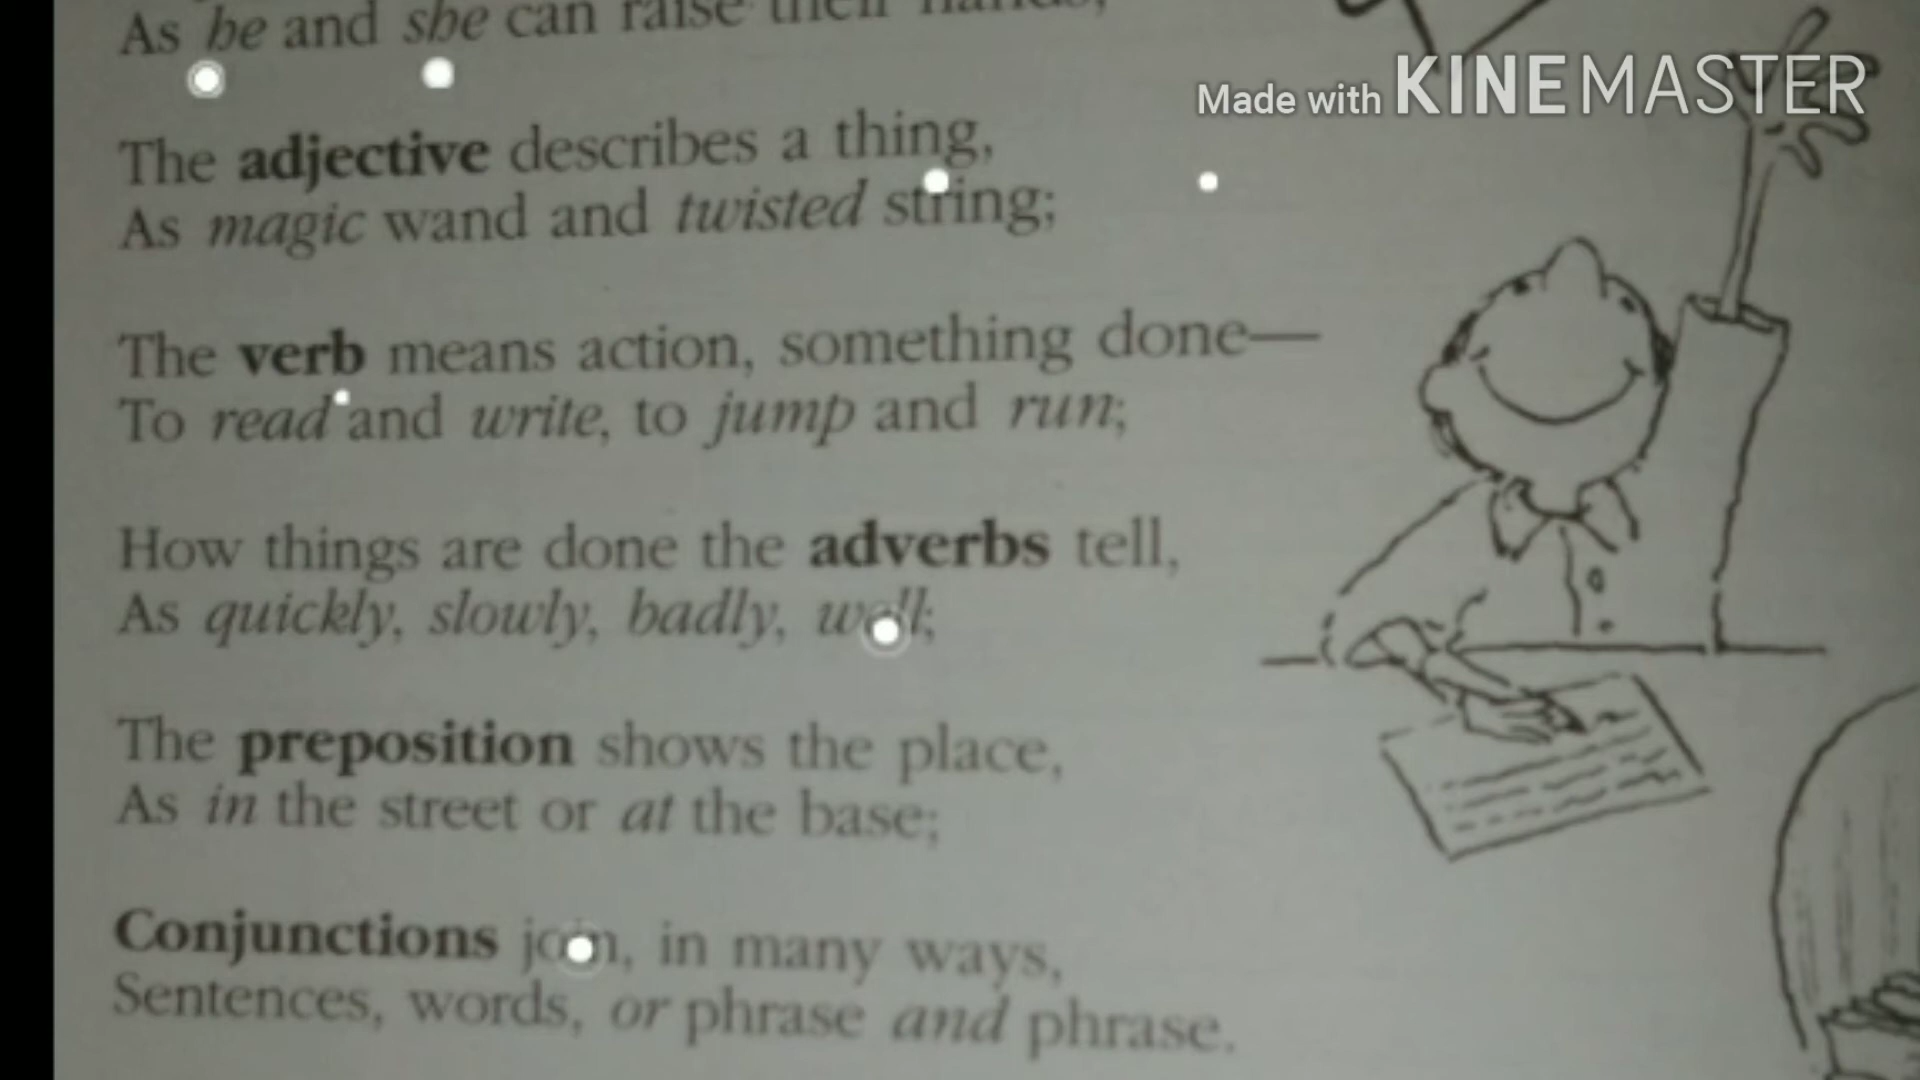 As he and she can raise their hands;
Made with KINEMASTER
The adjective describes a thing,
As magic wand and twisted string;
The verb means action, something done—
To read and write, to jump and run;
How things are done the adverbs tell,
As quickly, slowly, badly, well;
The preposition shows the place,
As in the street or at the base;
Conjunctions join, in many ways,
Sentences, words, or phrase and phrase.